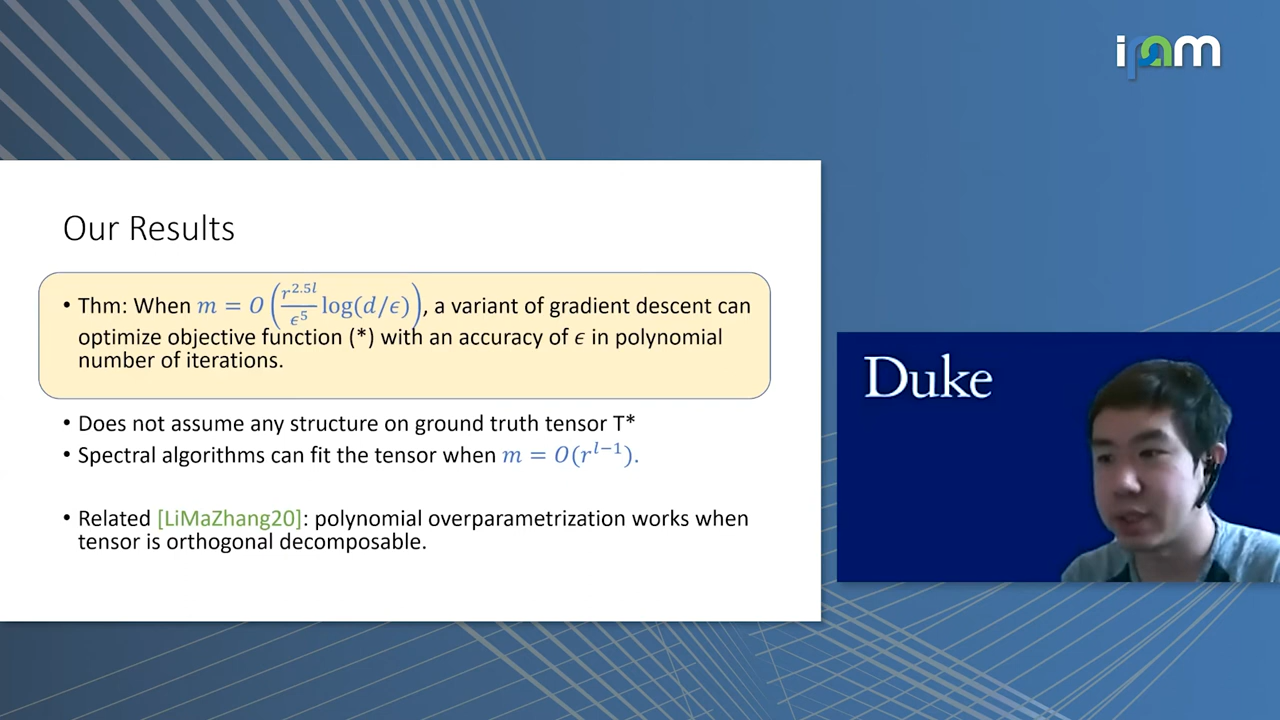 ipam
Our Results
• Thm: When m = O(r^{2.5l}/ϵ^5 log(d/ϵ)), a variant of gradient descent can
optimize objective function (*) with an accuracy of ϵ in polynomial
number of iterations.
• Does not assume any structure on ground truth tensor T*
• Spectral algorithms can fit the tensor when m = O(r^{l−1}).
• Related [LiMaZhang20]: polynomial overparametrization works when
tensor is orthogonal decomposable.
Duke